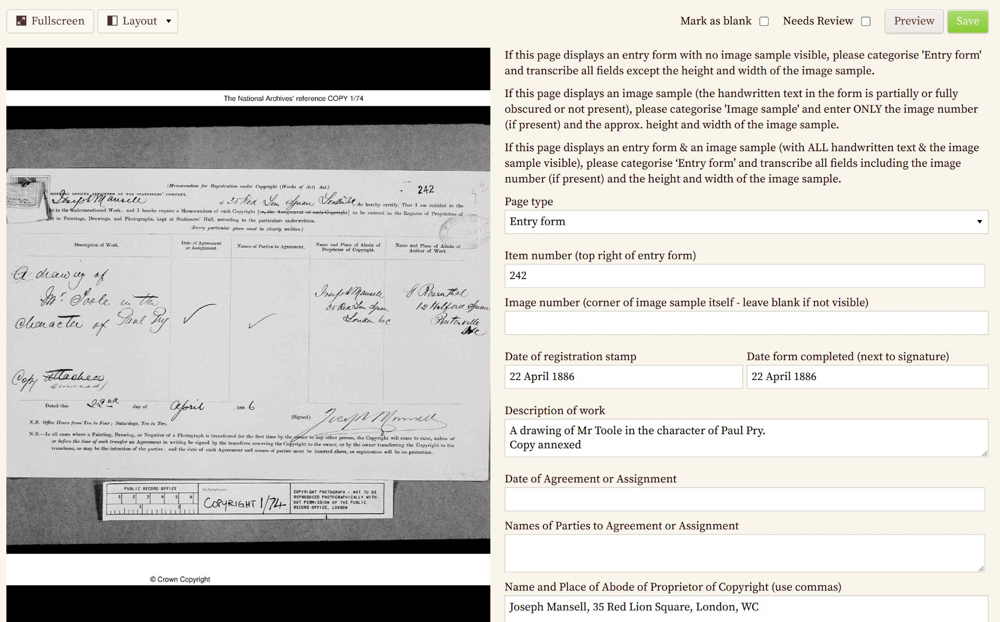 Fullscreen
Layout
Mark as blank
Needs Review
Preview
Save
The National Archives' reference COPY 1/74
(Memorandum for Registration under Copyright (Works of Art) Act.)
242
ISTERING OFFICER APPOINTED BY THE STATIONERS' COMPANY.
Joseph Mansell of 35 Red Lion Square London WC, do hereby certify, That I am entitled to the
ht in the undermentioned Work; and I hereby require a Memorandum of such Copyright [or, the Assignment of such Copyright] to be entered in the Register of Proprietors of
ht in Paintings, Drawings, and Photographs, kept at Stationers' Hall, according to the particulars underwritten.
(Every particular given must be clearly written.)
RECEIVED
TOOLE AS
PAUL PRY
Description of Work.
Date of Agreement
or Assignment.
Names of Parties to Agreement.
Name and Place of Abode of
Proprietor of Copyright.
Name and Place of Abode of
Author of Work.
A drawing of
Mr. Toole in the
character of Paul Pry
Joseph Mansell
35 Red Lion Square
London WC
G Rosenthal
12 Holford Square
Pentonville
WC
Copy attached
annexed
Dated this 22nd day of April, 1886
(Signed) Joseph Mansell
N.B. Office Hours from Ten to Four; Saturdays, Ten to Two.
N.B.—In all cases where a Painting, Drawing, or Negative of a Photograph is transferred for the first time by the owner to any other person, the Copyright will cease to exist, unless at
or before the time of such transfer an Agreement in writing be signed by the transferee reserving the Copyright to the owner, or by the owner transferring the Copyright to the
transferee, as may be the intention of the parties; and the date of such Agreement and names of parties must be inserted above, or registration will be no protection.
PUBLIC RECORD OFFICE
1 2 3 4 5 6
1 2
Reference:-
COPYRIGHT 1/74
COPYRIGHT PHOTOGRAPH - NOT TO BE
REPRODUCED PHOTOGRAPHICALLY WITH-
OUT PERMISSION OF THE PUBLIC
RECORD OFFICE, LONDON
© Crown Copyright
If this page displays an entry form with no image sample visible, please categorise 'Entry form'
and transcribe all fields except the height and width of the image sample.
If this page displays an image sample (the handwritten text in the form is partially or fully
obscured or not present), please categorise 'Image sample' and enter ONLY the image number
(if present) and the approx. height and width of the image sample.
If this page displays an entry form & an image sample (with ALL handwritten text & the image
sample visible), please categorise ‘Entry form’ and transcribe all fields including the image
number (if present) and the height and width of the image sample.
Page type
Entry form
Item number (top right of entry form)
242
Image number (corner of image sample itself - leave blank if not visible)
Date of registration stamp
22 April 1886
Date form completed (next to signature)
22 April 1886
Description of work
A drawing of Mr Toole in the character of Paul Pry.
Copy annexed
Date of Agreement or Assignment
Names of Parties to Agreement or Assignment
Name and Place of Abode of Proprietor of Copyright (use commas)
Joseph Mansell, 35 Red Lion Square, London, WC